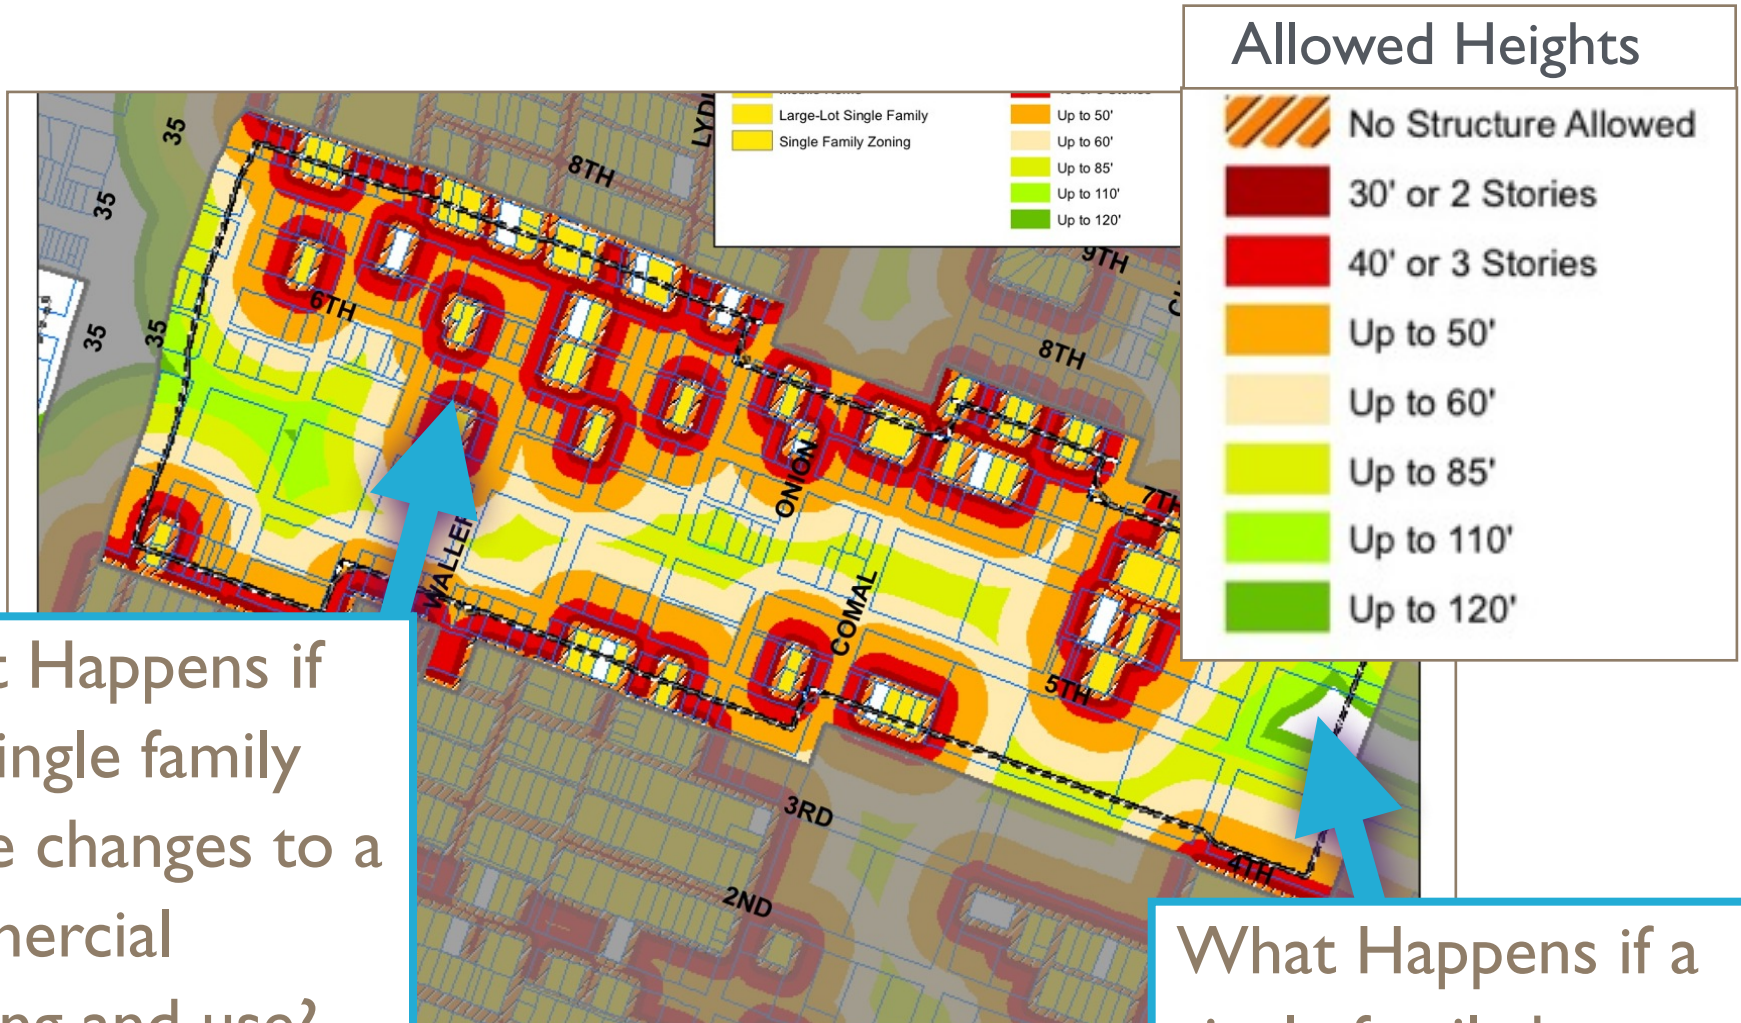 Allowed Heights
No Structure Allowed
30' or 2 Stories
40' or 3 Stories
Up to 50'
Up to 60'
Up to 85'
Up to 110'
Up to 120'
Large-Lot Single Family
Single Family Zoning
Up to 50'
Up to 60'
Up to 85'
Up to 110'
Up to 120'
35
35
35
35
8TH
9TH
8TH
6TH
7TH
ONION
WALLER
COMAL
5TH
3RD
4TH
2ND
Happens if
single family
changes to a
and use?
What Happens if a